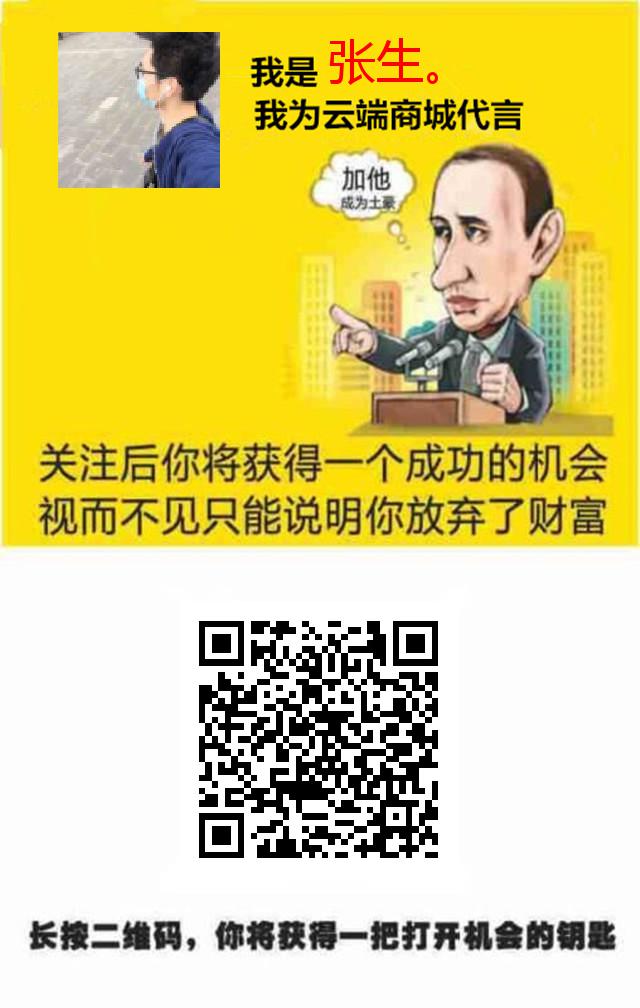 我是 张生。
我为云端商城代言
加他
成为土豪
关注后你将获得一个成功的机会
视而不见只能说明你放弃了财富
长按二维码，你将获得一把打开机会的钥匙